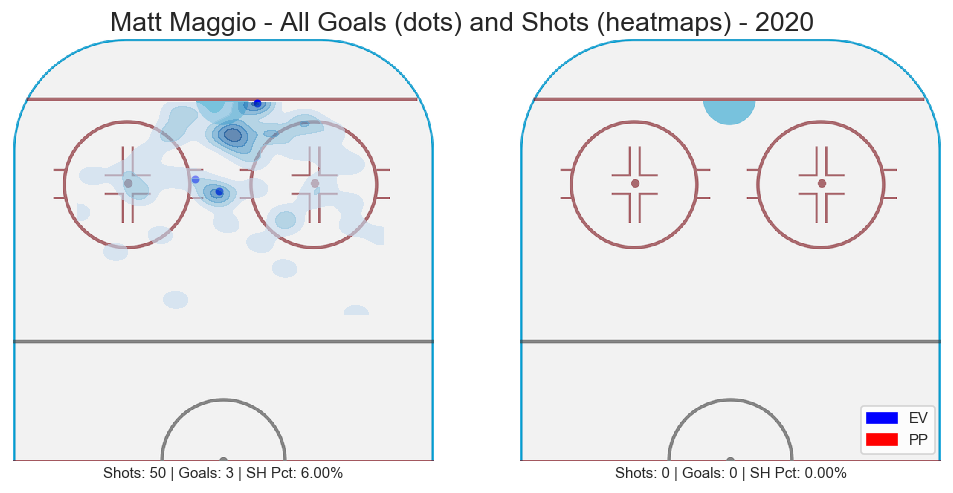 Matt Maggio - All Goals (dots) and Shots (heatmaps) - 2020
EV
PP
Shots: 50 | Goals: 3 | SH Pct: 6.00%
Shots: 0 | Goals: 0 | SH Pct: 0.00%